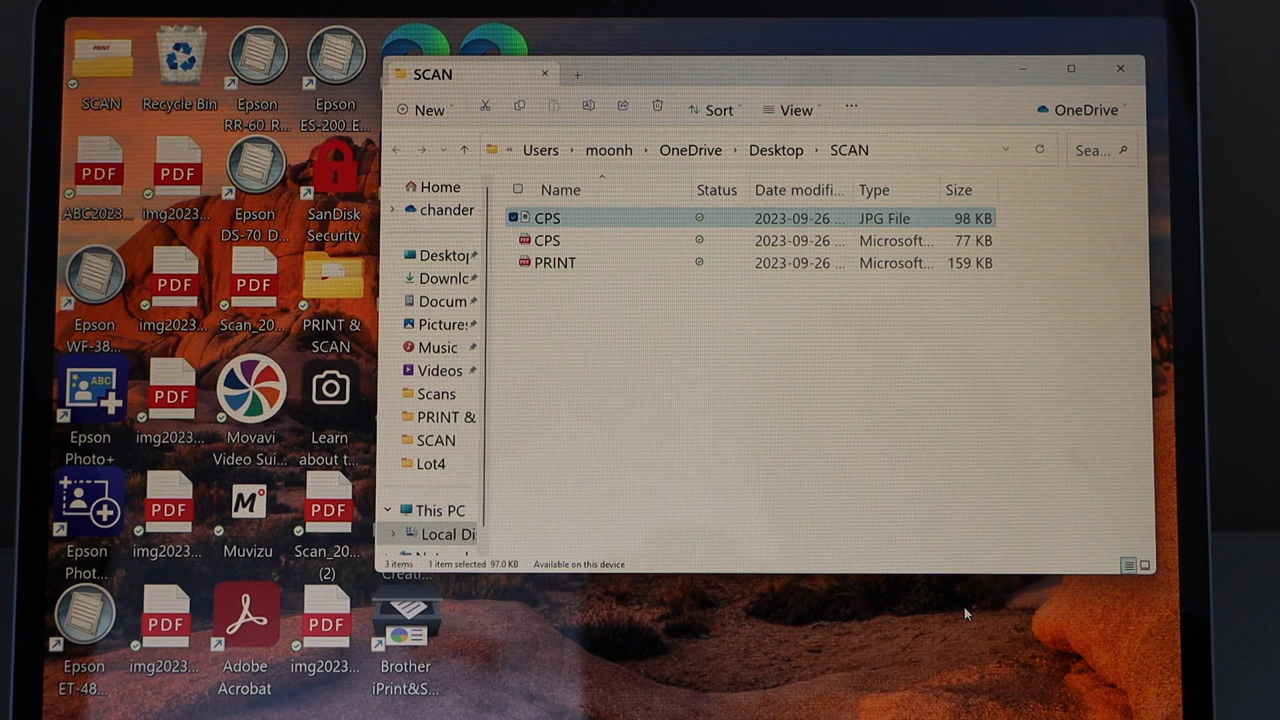 PRINT
SCAN
Recycle Bin
Epson
RR-60_R...
Epson
ES-200_E...
PDF
ABC2023...
PDF
img2023...
Epson
DS-70_D...
SanDisk
Security
Epson
WF-38...
PDF
img2023...
PDF
Scan_20...
PRINT &
SCAN
ABC
Epson
Photo+
PDF
img2023...
Movavi
Video Sui...
Learn
about t...
Epson
Phot...
PDF
img2023...
M
Muvizu
PDF
Scan_20...
(2)
Creati...
Epson
ET-48...
PDF
img2023...
Adobe
Acrobat
PDF
img2023...
Brother
iPrint&S...
SCAN
New
Sort
View
OneDrive
Users
moonh
OneDrive
Desktop
SCAN
Sea...
Home
chander
Desktop
Downlo
Docum
Pictures
Music
Videos
Scans
PRINT &
SCAN
Lot4
This PC
Local Di
Name Status Date modifi... Type Size
CPS 2023-09-26 ... JPG File 98 KB
CPS 2023-09-26 ... Microsoft... 77 KB
PRINT 2023-09-26 ... Microsoft... 159 KB
3 items 1 item selected 97.0 KB Available on this device